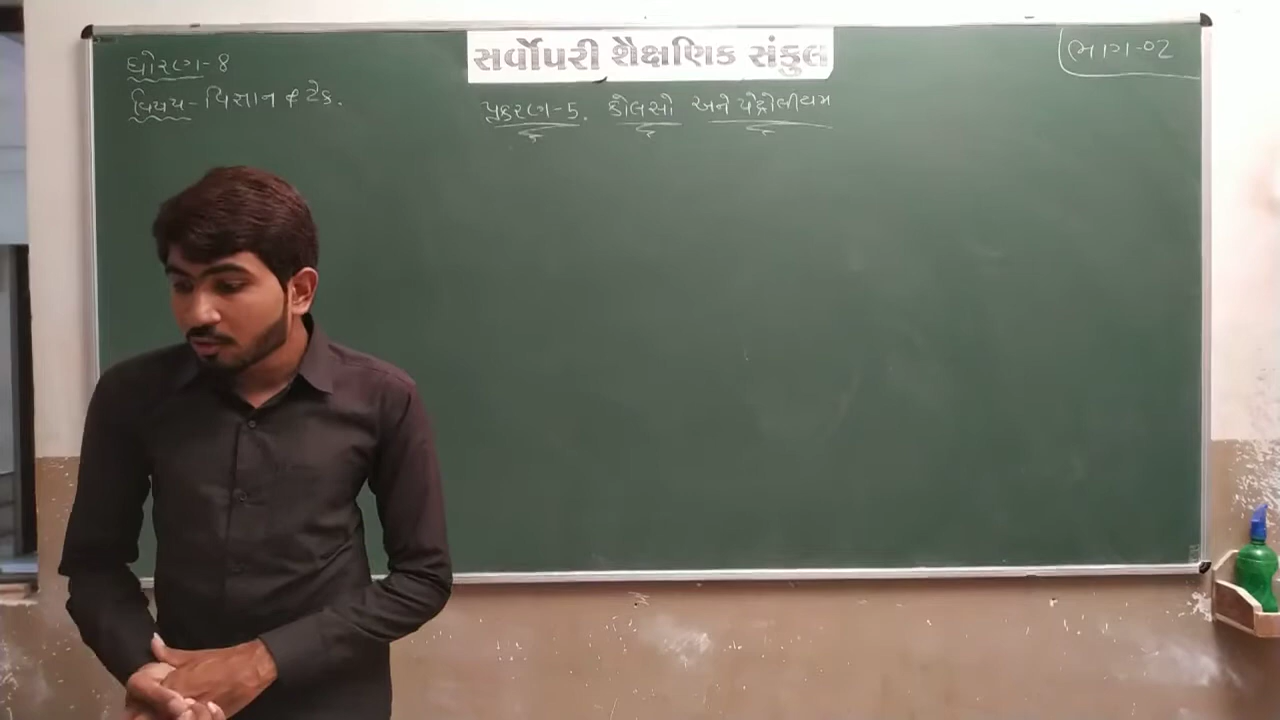 સર્વોપરી શૈક્ષણિક સંકુલ
ધોરણ-8
વિષય-વિજ્ઞાન & ટેક.
પ્રકરણ-5. કોલસો અને પેટ્રોલીયમ
ભાગ-02